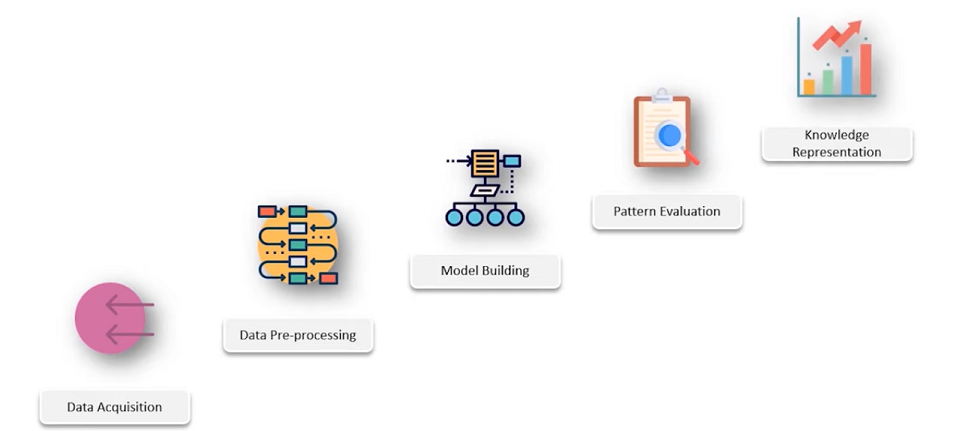 Data Acquisition
Data Pre-processing
Model Building
Pattern Evaluation
Knowledge
Representation